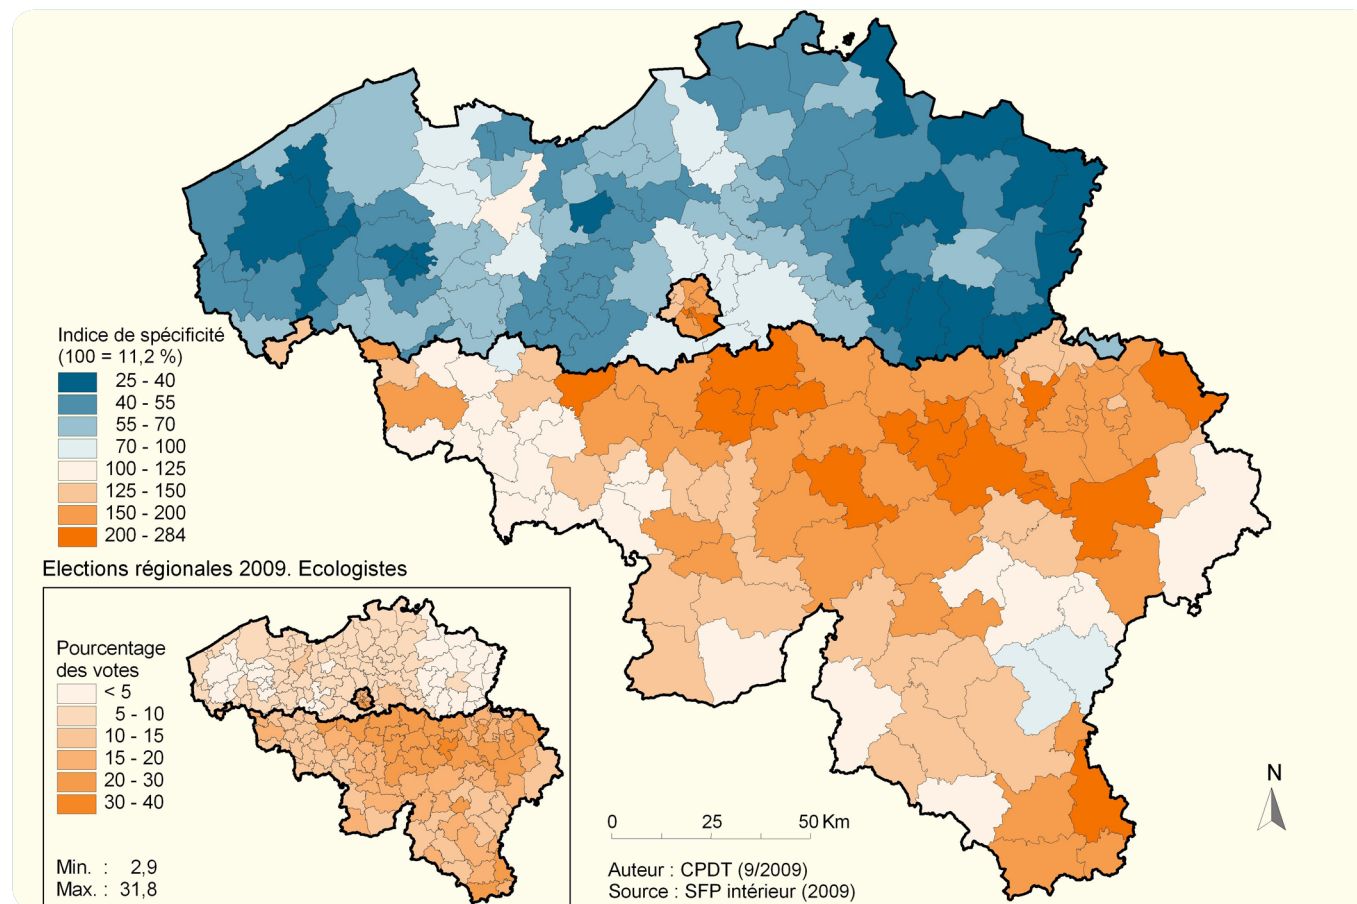 Indice de spécificité
(100 = 11,2 %)
25 - 40
40 - 55
55 - 70
70 - 100
100 - 125
125 - 150
150 - 200
200 - 284
Elections régionales 2009. Ecologistes
Pourcentage
des votes
< 5
5 - 10
10 - 15
15 - 20
20 - 30
30 - 40
Min. : 2,9
Max. : 31,8
0 25 50 Km
Auteur : CPDT (9/2009)
Source : SFP intérieur (2009)
N